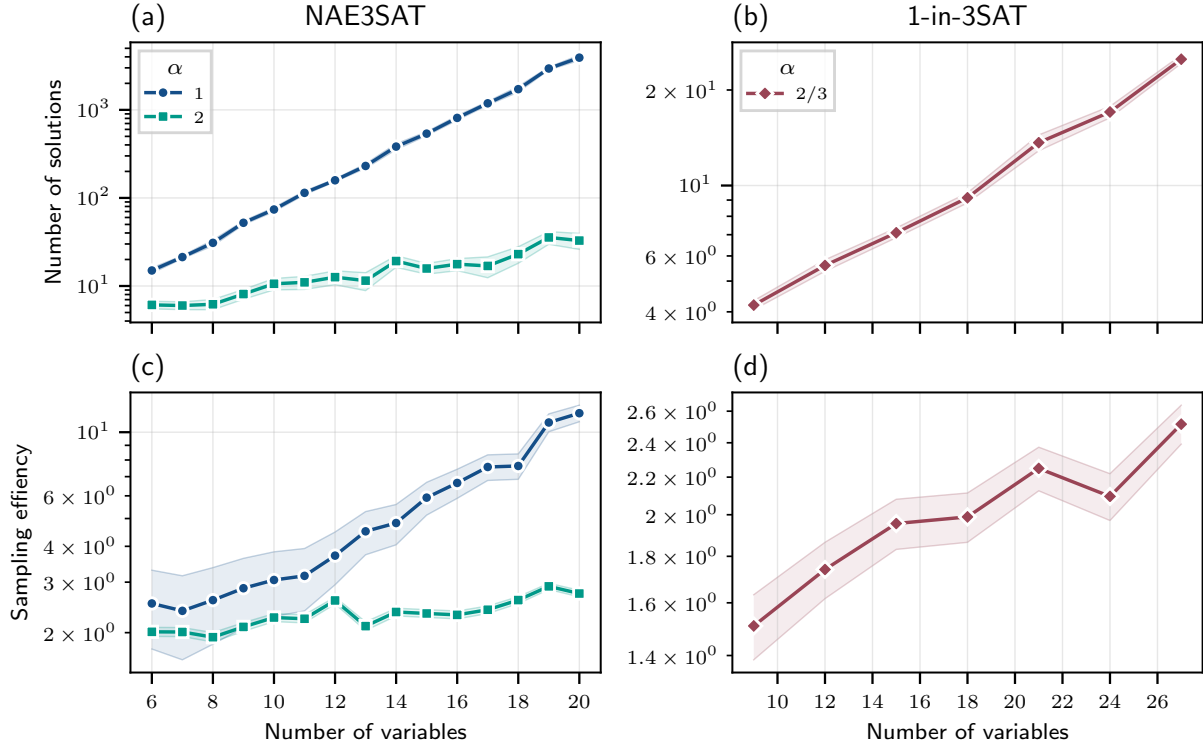 (a) NAE3SAT
(b) 1-in-3SAT
Number of solutions
10³
10²
10¹
α
1
2
2 × 10¹
10¹
6 × 10⁰
4 × 10⁰
α
2/3
(c)
(d)
Sampling effiency
10¹
6 × 10⁰
4 × 10⁰
3 × 10⁰
2 × 10⁰
6 8 10 12 14 16 18 20
Number of variables
2.6 × 10⁰
2.4 × 10⁰
2.2 × 10⁰
2 × 10⁰
1.8 × 10⁰
1.6 × 10⁰
1.4 × 10⁰
10 12 14 16 18 20 22 24 26
Number of variables